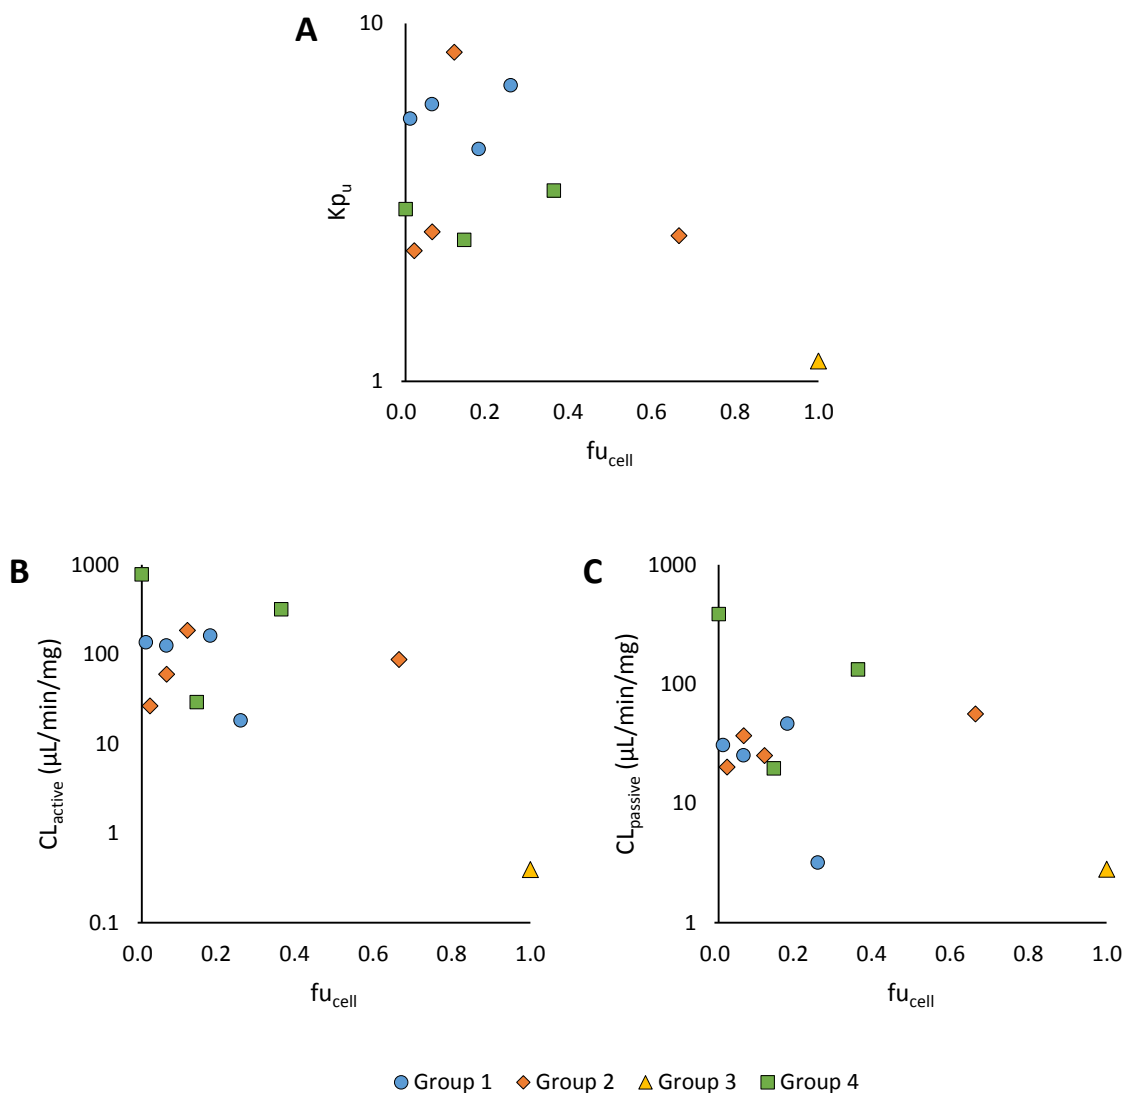 A
10
Kpu
1
0.0 0.2 0.4 0.6 0.8 1.0
fucell
B
1000
100
10
1
0.1
CLactive (µL/min/mg)
0.0 0.2 0.4 0.6 0.8 1.0
fucell
C
1000
100
10
1
CLpassive (µL/min/mg)
0.0 0.2 0.4 0.6 0.8 1.0
fucell
Group 1 Group 2 Group 3 Group 4